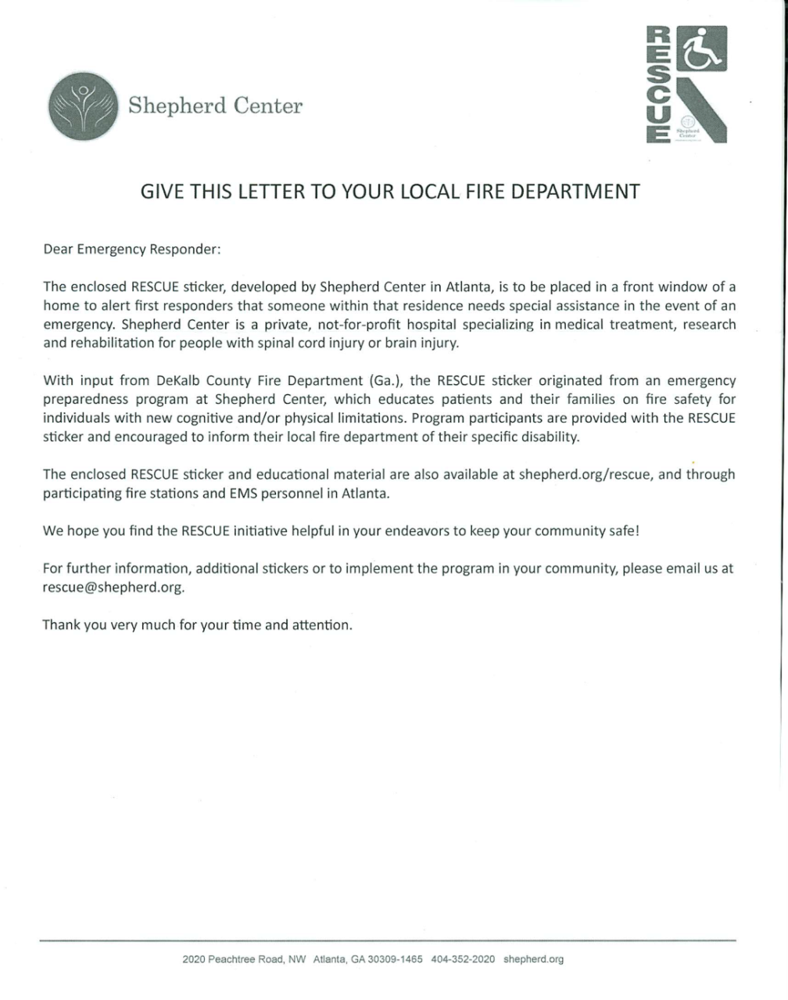 RESCUE
Shepherd Center
Shepherd
Center
GIVE THIS LETTER TO YOUR LOCAL FIRE DEPARTMENT
Dear Emergency Responder:
The enclosed RESCUE sticker, developed by Shepherd Center in Atlanta, is to be placed in a front window of a
home to alert first responders that someone within that residence needs special assistance in the event of an
emergency. Shepherd Center is a private, not-for-profit hospital specializing in medical treatment, research
and rehabilitation for people with spinal cord injury or brain injury.
With input from DeKalb County Fire Department (Ga.), the RESCUE sticker originated from an emergency
preparedness program at Shepherd Center, which educates patients and their families on fire safety for
individuals with new cognitive and/or physical limitations. Program participants are provided with the RESCUE
sticker and encouraged to inform their local fire department of their specific disability.
The enclosed RESCUE sticker and educational material are also available at shepherd.org/rescue, and through
participating fire stations and EMS personnel in Atlanta.
We hope you find the RESCUE initiative helpful in your endeavors to keep your community safe!
For further information, additional stickers or to implement the program in your community, please email us at
rescue@shepherd.org.
Thank you very much for your time and attention.
2020 Peachtree Road, NW Atlanta, GA 30309-1465 404-352-2020 shepherd.org